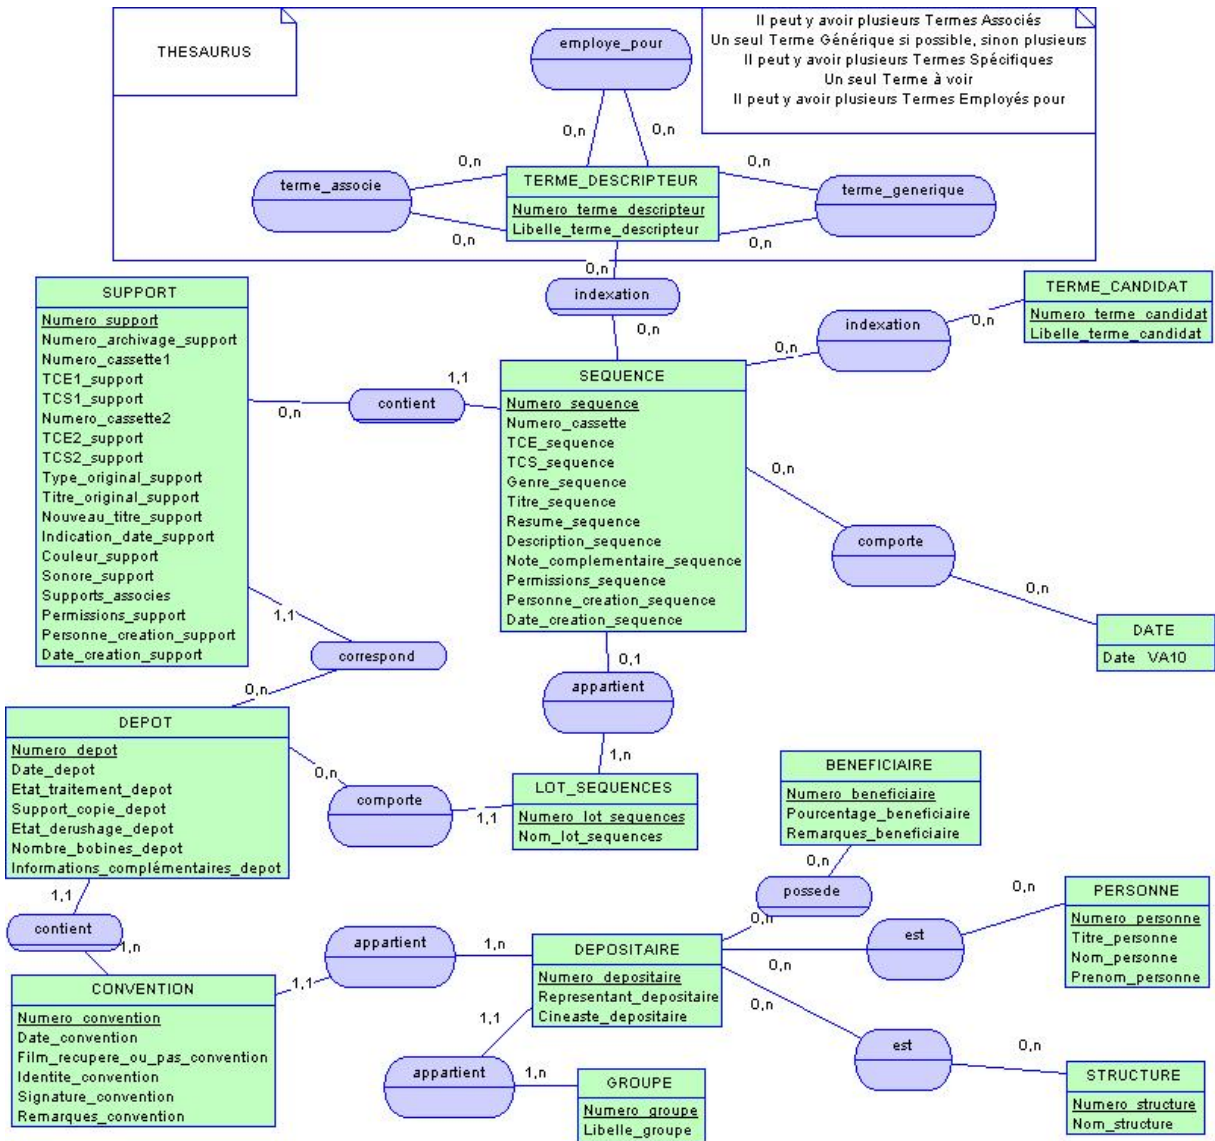 THESAURUS
employe_pour
Il peut y avoir plusieurs Termes Associés
Un seul Terme Générique si possible, sinon plusieurs
Il peut y avoir plusieurs Termes Spécifiques
Un seul Terme à voir
Il peut y avoir plusieurs Termes Employés pour
0,n
0,n
terme_associe
0,n
0,n
TERME_DESCRIPTEUR
Numero_terme_descripteur
Libelle_terme_descripteur
0,n
0,n
terme_generique
0,n
indexation
0,n
SUPPORT
Numero_support
Numero_archivage_support
Numero_cassette1
TCE1_support
TCS1_support
Numero_cassette2
TCE2_support
TCS2_support
Type_original_support
Titre_original_support
Nouveau_titre_support
Indication_date_support
Couleur_support
Sonore_support
Supports_associes
Permissions_support
Personne_creation_support
Date_creation_support
0,n
contient
1,1
SEQUENCE
Numero_sequence
Numero_cassette
TCE_sequence
TCS_sequence
Genre_sequence
Titre_sequence
Resume_sequence
Description_sequence
Note_complementaire_sequence
Permissions_sequence
Personne_creation_sequence
Date_creation_sequence
0,n
indexation
0,n
TERME_CANDIDAT
Numero_terme_candidat
Libelle_terme_candidat
0,n
comporte
0,n
DATE
Date VA10
1,1
correspond
0,n
0,1
appartient
1,n
DEPOT
Numero_depot
Date_depot
Etat_traitement_depot
Support_copie_depot
Etat_derushage_depot
Nombre_bobines_depot
Informations_complémentaires_depot
0,n
comporte
1,1
LOT_SEQUENCES
Numero_lot_sequences
Nom_lot_sequences
BENEFICIAIRE
Numero_beneficiaire
Pourcentage_beneficiaire
Remarques_beneficiaire
0,n
possede
0,n
1,1
contient
1,n
CONVENTION
Numero_convention
Date_convention
Film_recupere_ou_pas_convention
Identite_convention
Signature_convention
Remarques_convention
1,1
appartient
1,n
DEPOSITAIRE
Numero_depositaire
Representant_depositaire
Cineaste_depositaire
0,n
est
0,n
PERSONNE
Numero_personne
Titre_personne
Nom_personne
Prenom_personne
0,n
est
0,n
STRUCTURE
Numero_structure
Nom_structure
1,1
appartient
1,n
GROUPE
Numero_groupe
Libelle_groupe